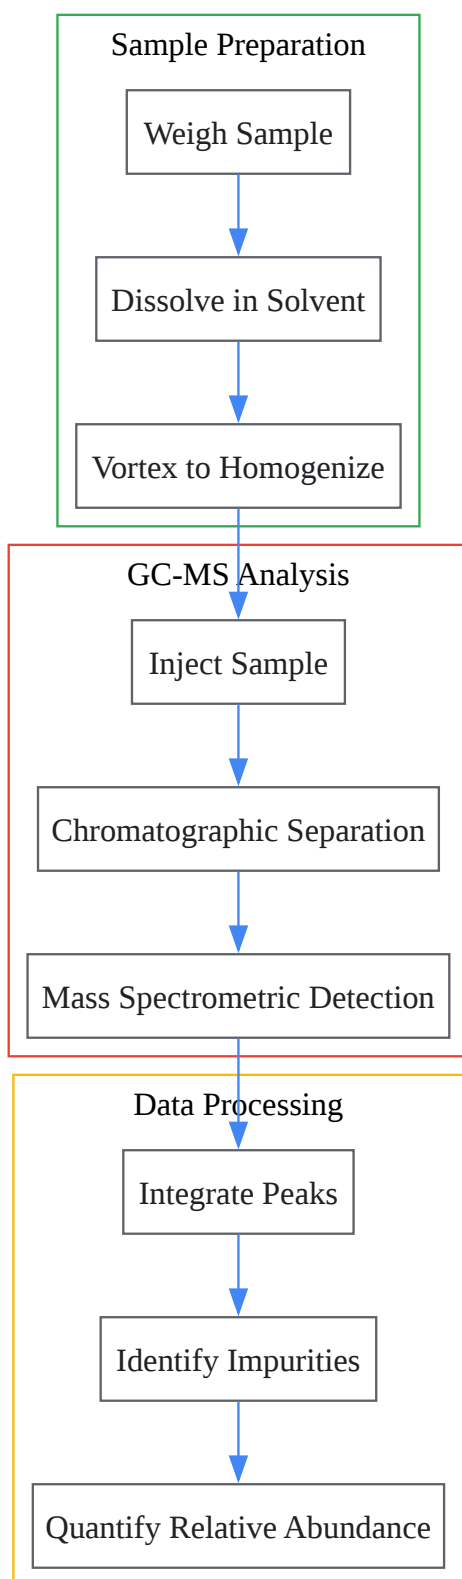 Sample Preparation
Weigh Sample
Dissolve in Solvent
Vortex to Homogenize
GC-MS Analysis
Inject Sample
Chromatographic Separation
Mass Spectrometric Detection
Data Processing
Integrate Peaks
Identify Impurities
Quantify Relative Abundance